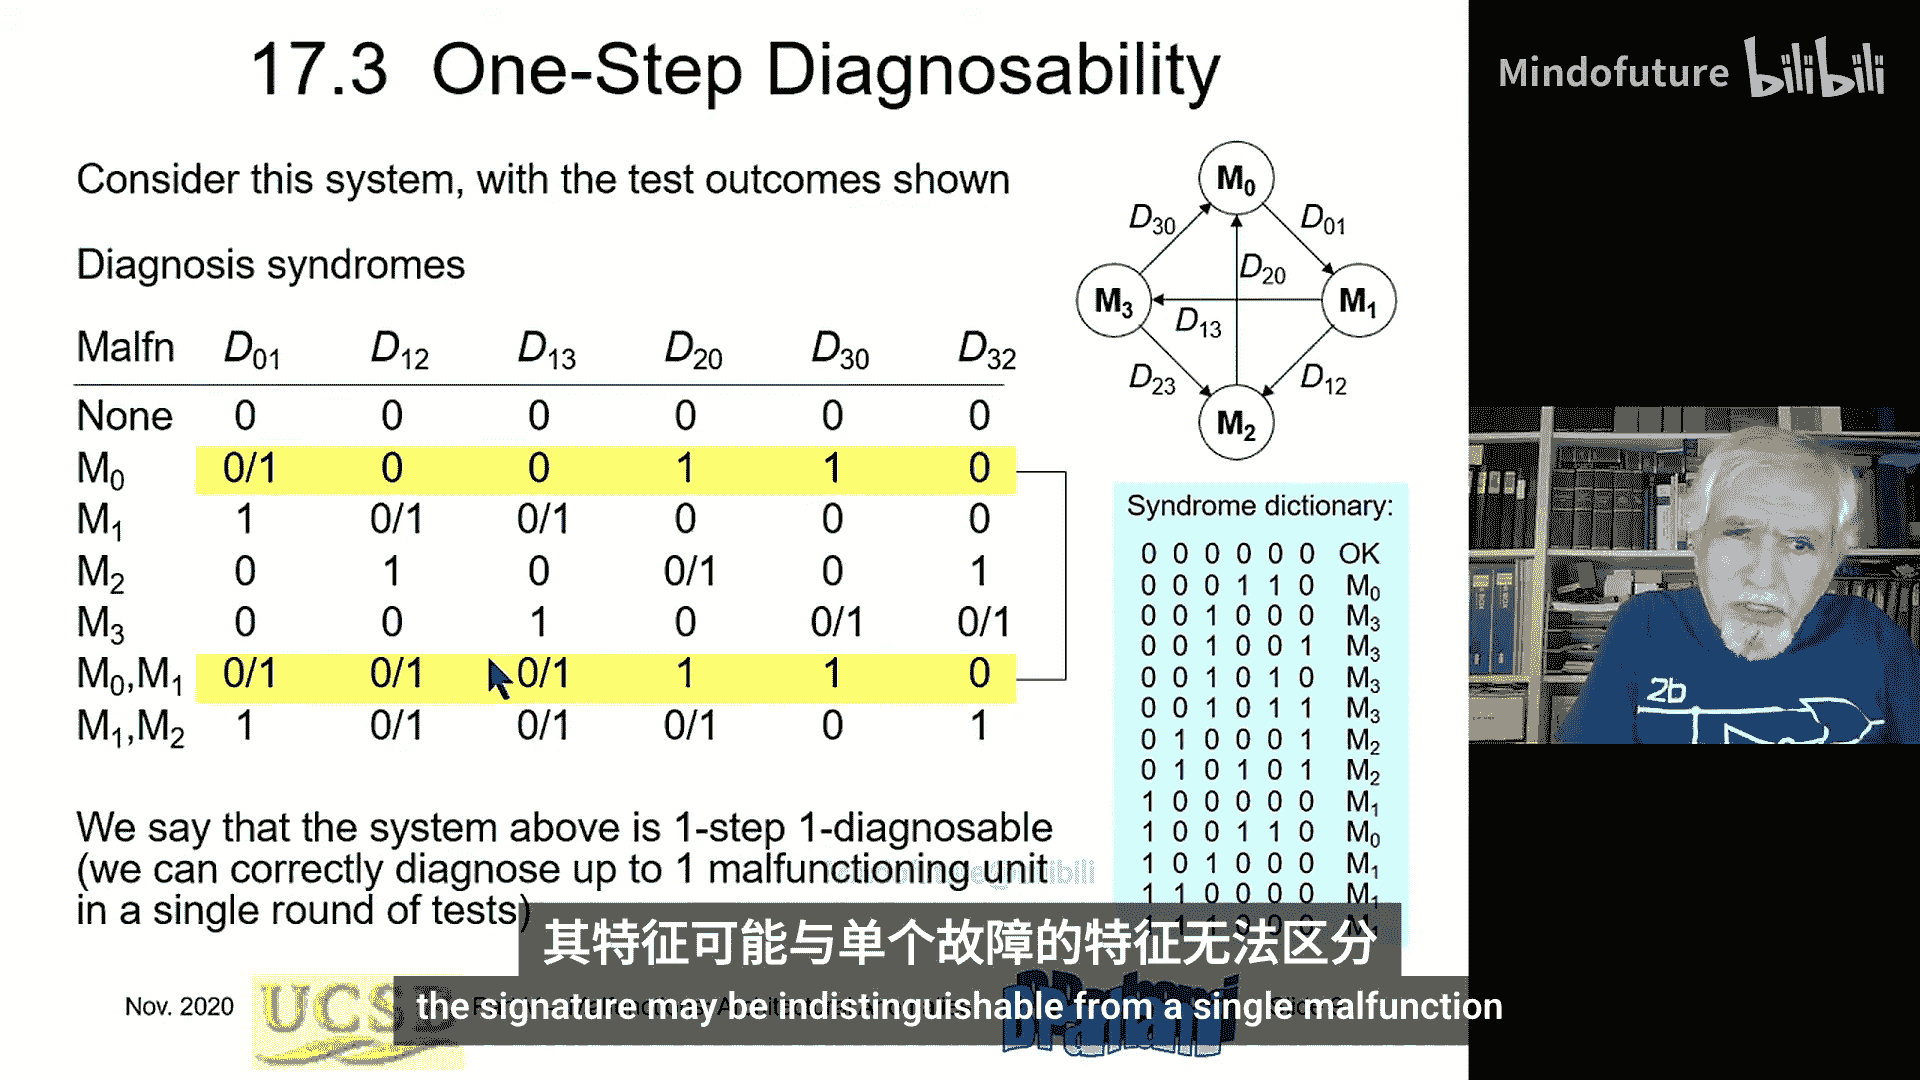 17.3 One-Step Diagnosability
Mindofuture bilibili
Consider this system, with the test outcomes shown
Diagnosis syndromes
Malfn D01 D12 D13 D20 D30 D32
None 0 0 0 0 0 0
M0 0/1 0 0 1 1 0
M1 1 0/1 0/1 0 0 0
M2 0 1 0 0/1 0 1
M3 0 0 1 0 0/1 0/1
M0,M1 0/1 0/1 0/1 1 1 0
M1,M2 1 0/1 0/1 0/1 0 1
M0
D30 D01
D20
M3 M1
D13
D23 D12
M2
Syndrome dictionary:
0 0 0 0 0 0 OK
0 0 0 1 1 0 M0
0 0 1 0 0 0 M3
0 0 1 0 0 1 M3
0 0 1 0 1 0 M3
0 0 1 0 1 1 M3
0 1 0 0 0 1 M2
0 1 0 1 0 1 M2
1 0 0 0 0 0 M1
1 0 0 1 1 0 M0
1 0 1 0 0 0 M1
1 1 0 0 0 0 M1
1 1 1 0 0 0 M1
2b
We say that the system above is 1-step 1-diagnosable
(we can correctly diagnose up to 1 malfunctioning unit
in a single round of tests)
其特征可能与单个故障的特征无法区分
Nov. 2020 UCSB
the signature may be indistinguishable from a single malfunction